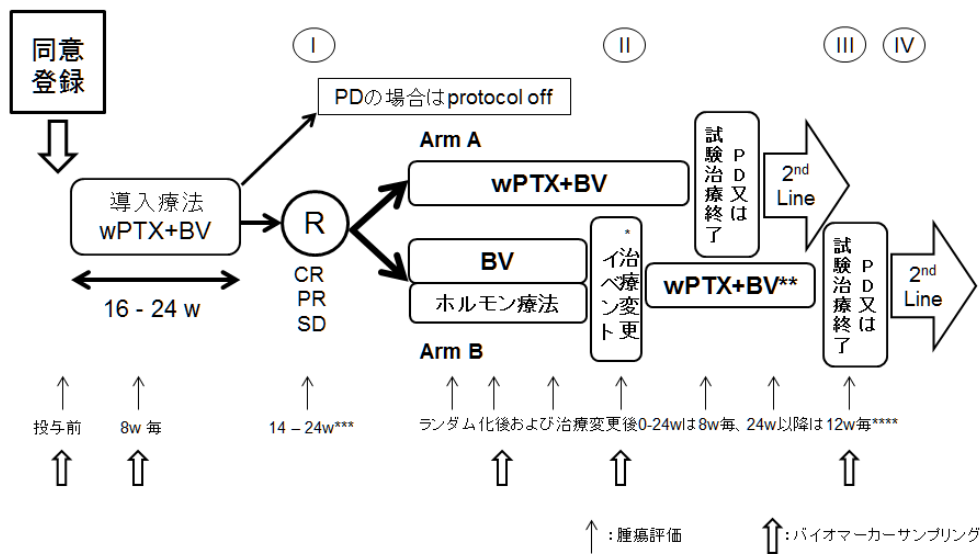 同意
登録
I
II
III
IV
PDの場合はprotocol off
導入療法
wPTX+BV
16 - 24 w
R
CR
PR
SD
Arm A
wPTX+BV
PD又は
試験治療終了
2nd
Line
BV
ホルモン療法
Arm B
*治療変更
イベント
wPTX+BV**
PD又は
試験治療終了
2nd
Line
投与前
8w 毎
14 – 24w***
ランダム化後および治療変更後0-24wは8w毎、24w以降は12w毎****
:腫瘍評価
:バイオマーカーサンプリング